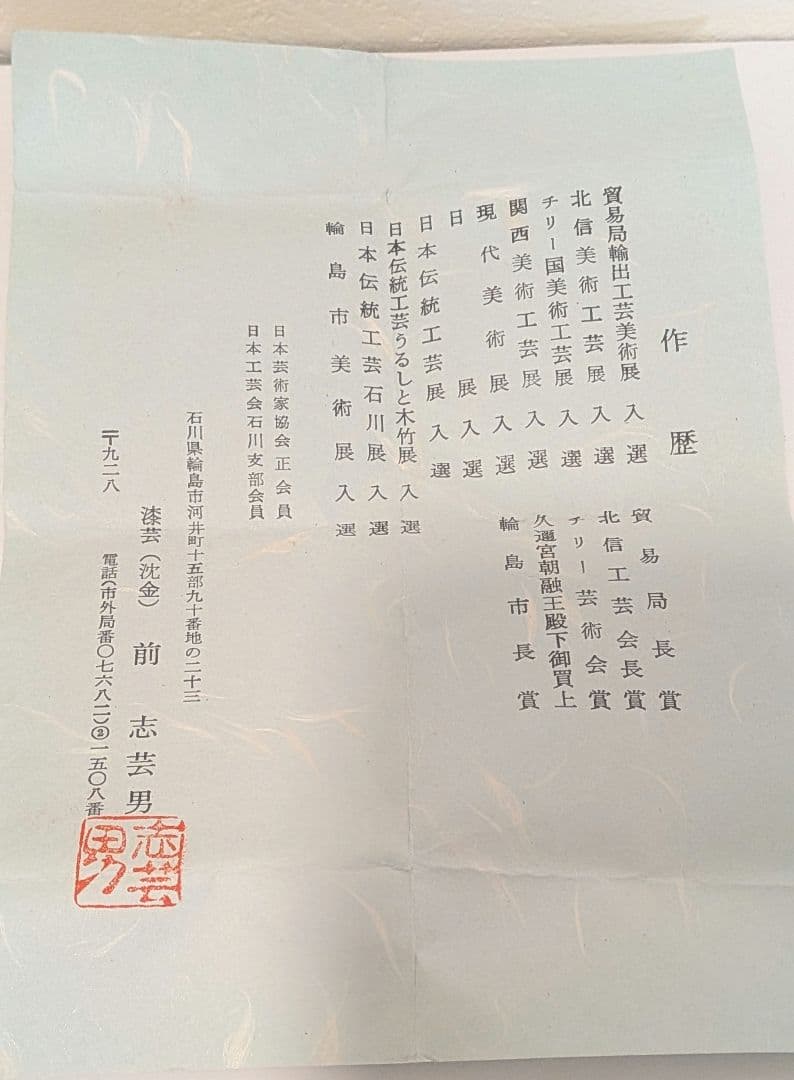 作歴
貿易局輸出工芸美術展入選
北信美術工芸展入選
チリー国美術工芸展入選
関西美術工芸展入選
現代美術展入選
日展入選
日本伝統工芸展入選
日本伝統工芸うるしと木竹展入選
日本伝統工芸石川展入選
輪島市美術展入選
貿易局長賞
北信工芸会長賞
チリー芸術会賞
久邇宮朝融王殿下御買上
輪島市長賞
日本芸術家協会正会員
日本工芸会石川支部会員
石川県輪島市河井町十五部九十番地の二十三
漆芸(沈金) 前 志芸男
〒九二八 電話(市外局番〇七六八二)②一五〇八番
志芸男